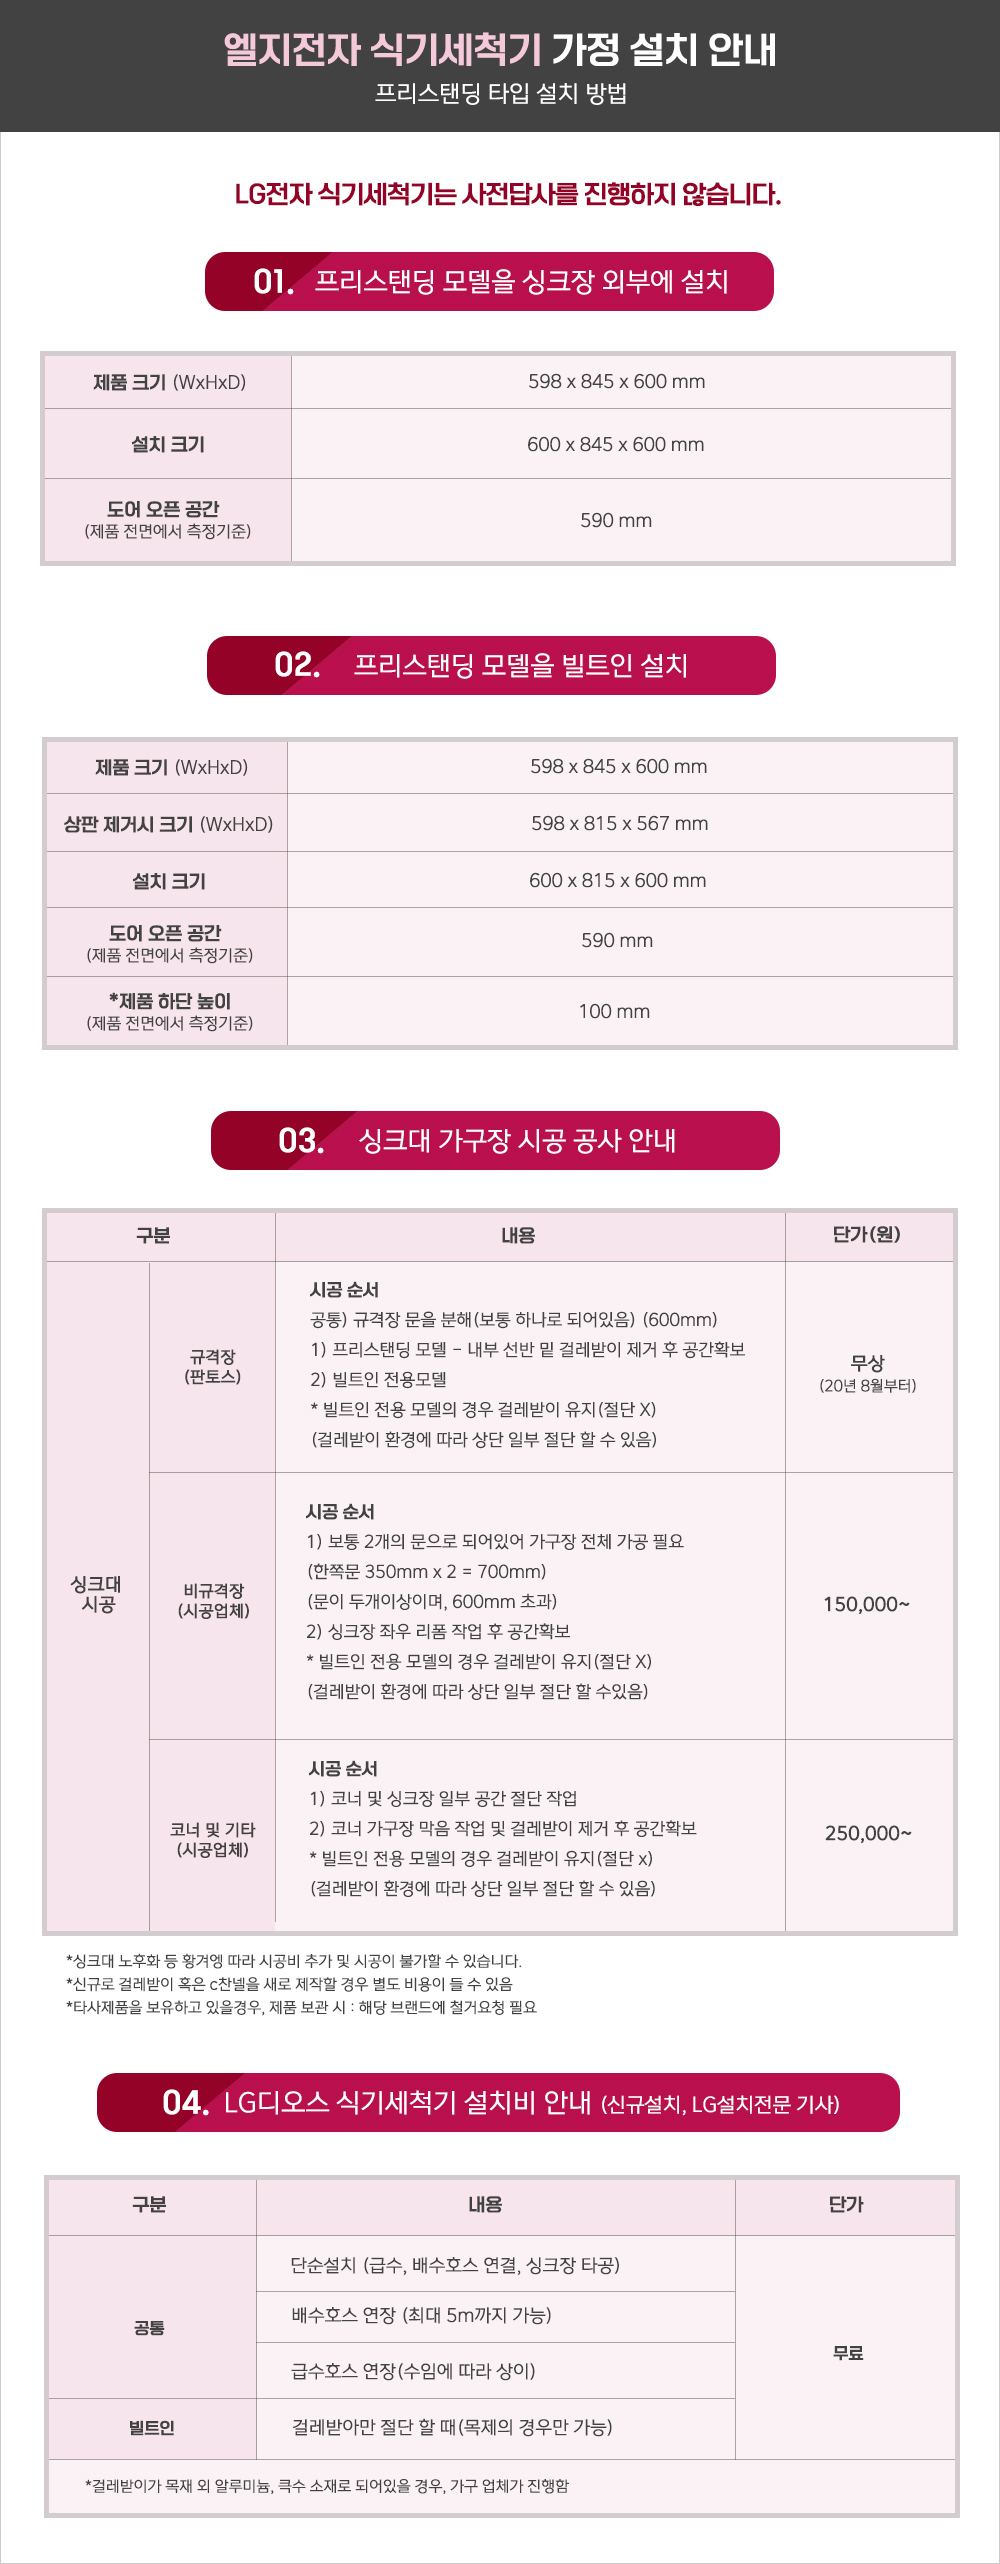 엘지전자 식기세척기 가정 설치 안내
프리스탠딩 타입 설치 방법
LG전자 식기세척기는 사전답사를 진행하지 않습니다.
01. 프리스탠딩 모델을 싱크장 외부에 설치
제품 크기 (WxHxD)
598 x 845 x 600 mm
설치 크기
600 x 845 x 600 mm
도어 오픈 공간
(제품 전면에서 측정기준)
590 mm
02. 프리스탠딩 모델을 빌트인 설치
제품 크기 (WxHxD)
598 x 845 x 600 mm
상판 제거시 크기 (WxHxD)
598 x 815 x 567 mm
설치 크기
600 x 815 x 600 mm
도어 오픈 공간
(제품 전면에서 측정기준)
590 mm
*제품 하단 높이
(제품 전면에서 측정기준)
100 mm
03. 싱크대 가구장 시공 공사 안내
구분
내용
단가(원)
싱크대
시공
규격장
(판토스)
시공 순서
공통) 규격장 문을 분해(보통 하나로 되어있음) (600mm)
1) 프리스탠딩 모델 - 내부 선반 밑 걸레받이 제거 후 공간확보
2) 빌트인 전용모델
* 빌트인 전용 모델의 경우 걸레받이 유지(절단 X)
(걸레받이 환경에 따라 상단 일부 절단 할 수 있음)
무상
(20년 8월부터)
비규격장
(시공업체)
시공 순서
1) 보통 2개의 문으로 되어있어 가구장 전체 가공 필요
(한쪽문 350mm x 2 = 700mm)
(문이 두개이상이며, 600mm 초과)
2) 싱크장 좌우 리폼 작업 후 공간확보
* 빌트인 전용 모델의 경우 걸레받이 유지(절단 X)
(걸레받이 환경에 따라 상단 일부 절단 할 수있음)
150,000~
코너 및 기타
(시공업체)
시공 순서
1) 코너 및 싱크장 일부 공간 절단 작업
2) 코너 가구장 막음 작업 및 걸레받이 제거 후 공간확보
* 빌트인 전용 모델의 경우 걸레받이 유지(절단 x)
(걸레받이 환경에 따라 상단 일부 절단 할 수 있음)
250,000~
*싱크대 노후화 등 황겨엥 따라 시공비 추가 및 시공이 불가할 수 있습니다.
*신규로 걸레받이 혹은 c찬넬을 새로 제작할 경우 별도 비용이 들 수 있음
*타사제품을 보유하고 있을경우, 제품 보관 시 : 해당 브랜드에 철거요청 필요
04. LG디오스 식기세척기 설치비 안내 (신규설치, LG설치전문 기사)
구분
내용
단가
공통
단순설치 (급수, 배수호스 연결, 싱크장 타공)
배수호스 연장 (최대 5m까지 가능)
급수호스 연장(수임에 따라 상이)
무료
빌트인
걸레받아만 절단 할 때(목제의 경우만 가능)
*걸레받이가 목재 외 알루미늄, 큭수 소재로 되어있을 경우, 가구 업체가 진행함